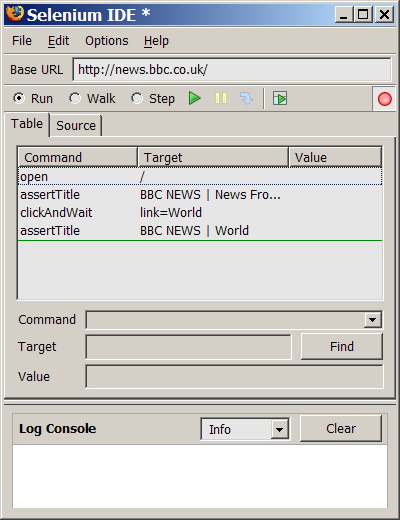 Selenium IDE *
File Edit Options Help
Base URL http://news.bbc.co.uk/
Run Walk Step
Table Source
Command Target Value
open /
assertTitle BBC NEWS | News Fro...
clickAndWait link=World
assertTitle BBC NEWS | World
Command
Target Find
Value
Log Console Info Clear